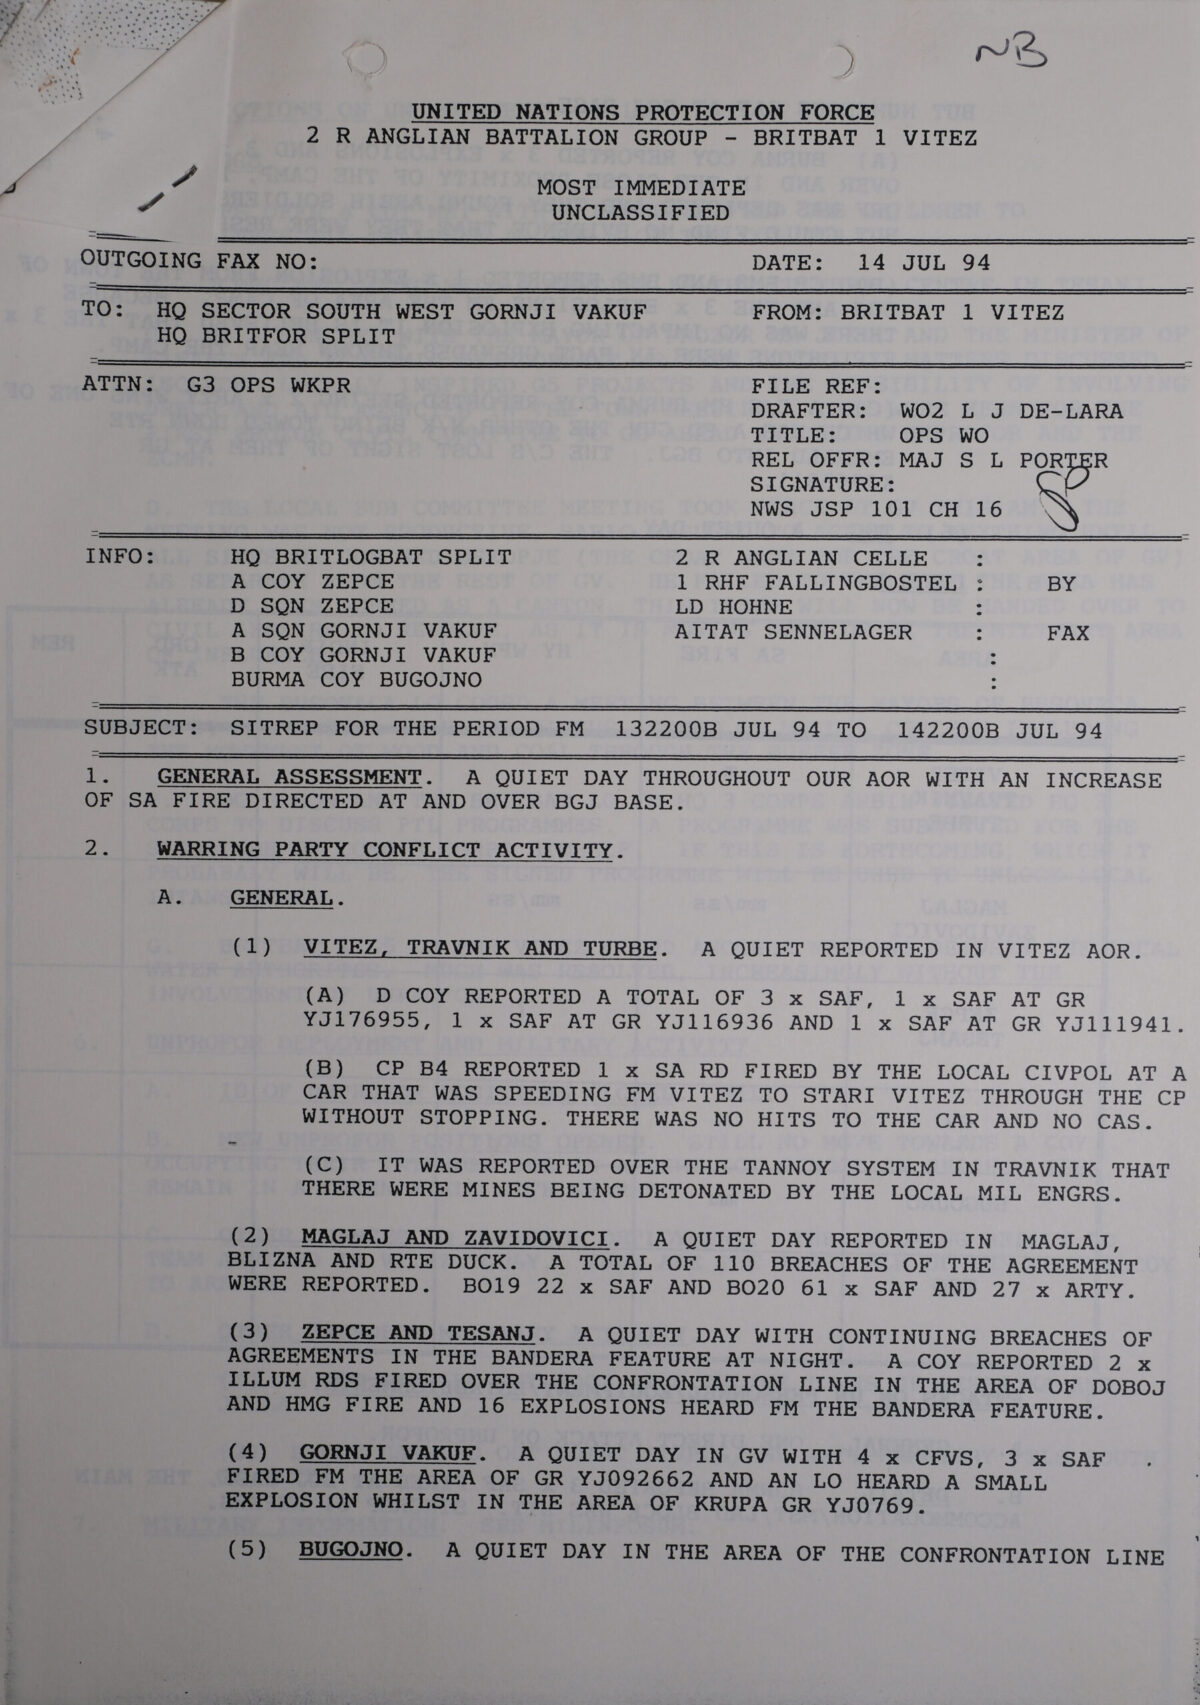 NB
UNITED NATIONS PROTECTION FORCE
2 R ANGLIAN BATTALION GROUP - BRITBAT 1 VITEZ
MOST IMMEDIATE
UNCLASSIFIED
OUTGOING FAX NO: DATE: 14 JUL 94
TO: HQ SECTOR SOUTH WEST GORNJI VAKUF FROM: BRITBAT 1 VITEZ
HQ BRITFOR SPLIT
ATTN: G3 OPS WKPR FILE REF:
DRAFTER: WO2 L J DE-LARA
TITLE: OPS WO
REL OFFR: MAJ S L PORTER
SIGNATURE:
NWS JSP 101 CH 16
INFO: HQ BRITLOGBAT SPLIT 2 R ANGLIAN CELLE :
A COY ZEPCE 1 RHF FALLINGBOSTEL : BY
D SQN ZEPCE LD HOHNE :
A SQN GORNJI VAKUF AITAT SENNELAGER : FAX
B COY GORNJI VAKUF :
BURMA COY BUGOJNO :
SUBJECT: SITREP FOR THE PERIOD FM 132200B JUL 94 TO 142200B JUL 94
1. GENERAL ASSESSMENT. A QUIET DAY THROUGHOUT OUR AOR WITH AN INCREASE
OF SA FIRE DIRECTED AT AND OVER BGJ BASE.
2. WARRING PARTY CONFLICT ACTIVITY.
A. GENERAL.
(1) VITEZ, TRAVNIK AND TURBE. A QUIET REPORTED IN VITEZ AOR.
(A) D COY REPORTED A TOTAL OF 3 x SAF, 1 x SAF AT GR
YJ176955, 1 x SAF AT GR YJ116936 AND 1 x SAF AT GR YJ111941.
(B) CP B4 REPORTED 1 x SA RD FIRED BY THE LOCAL CIVPOL AT A
CAR THAT WAS SPEEDING FM VITEZ TO STARI VITEZ THROUGH THE CP
WITHOUT STOPPING. THERE WAS NO HITS TO THE CAR AND NO CAS.
(C) IT WAS REPORTED OVER THE TANNOY SYSTEM IN TRAVNIK THAT
THERE WERE MINES BEING DETONATED BY THE LOCAL MIL ENGRS.
(2) MAGLAJ AND ZAVIDOVICI. A QUIET DAY REPORTED IN MAGLAJ,
BLIZNA AND RTE DUCK. A TOTAL OF 110 BREACHES OF THE AGREEMENT
WERE REPORTED. BO19 22 x SAF AND BO20 61 x SAF AND 27 x ARTY.
(3) ZEPCE AND TESANJ. A QUIET DAY WITH CONTINUING BREACHES OF
AGREEMENTS IN THE BANDERA FEATURE AT NIGHT. A COY REPORTED 2 x
ILLUM RDS FIRED OVER THE CONFRONTATION LINE IN THE AREA OF DOBOJ
AND HMG FIRE AND 16 EXPLOSIONS HEARD FM THE BANDERA FEATURE.
(4) GORNJI VAKUF. A QUIET DAY IN GV WITH 4 x CFVS, 3 x SAF .
FIRED FM THE AREA OF GR YJ092662 AND AN LO HEARD A SMALL
EXPLOSION WHILST IN THE AREA OF KRUPA GR YJ0769.
(5) BUGOJNO. A QUIET DAY IN THE AREA OF THE CONFRONTATION LINE